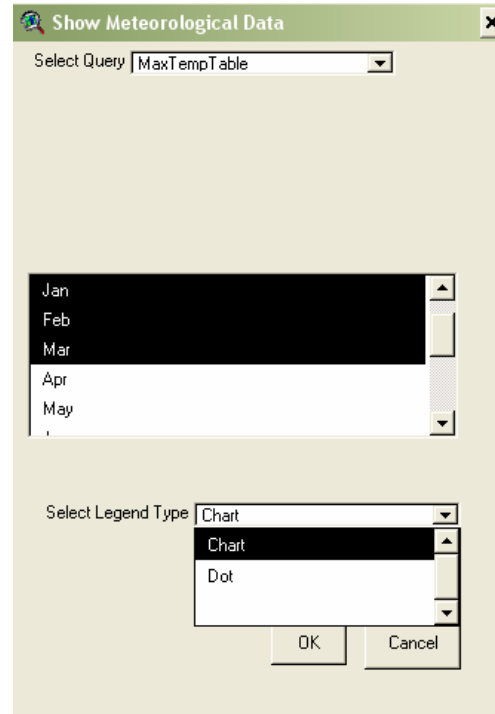 Show Meteorological Data
Select Query MaxTempTable
Jan
Feb
Mar
Apr
May
Select Legend Type Chart
Chart
Dot
OK Cancel